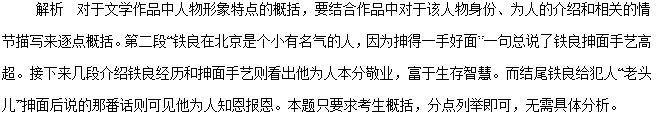 解析　对于文学作品中人物形象特点的概括，要结合作品中对于该人物身份、为人的介绍和相关的情
节描写来逐点概括。第二段“铁良在北京是个小有名气的人，因为抻得一手好面”一句总说了铁良抻面手艺高
超。接下来几段介绍铁良经历和抻面手艺则看出他为人本分敬业，富于生存智慧。而结尾铁良给犯人“老头
儿”抻面后说的那番话则可见他为人知恩报恩。本题只要求考生概括，分点列举即可，无需具体分析。